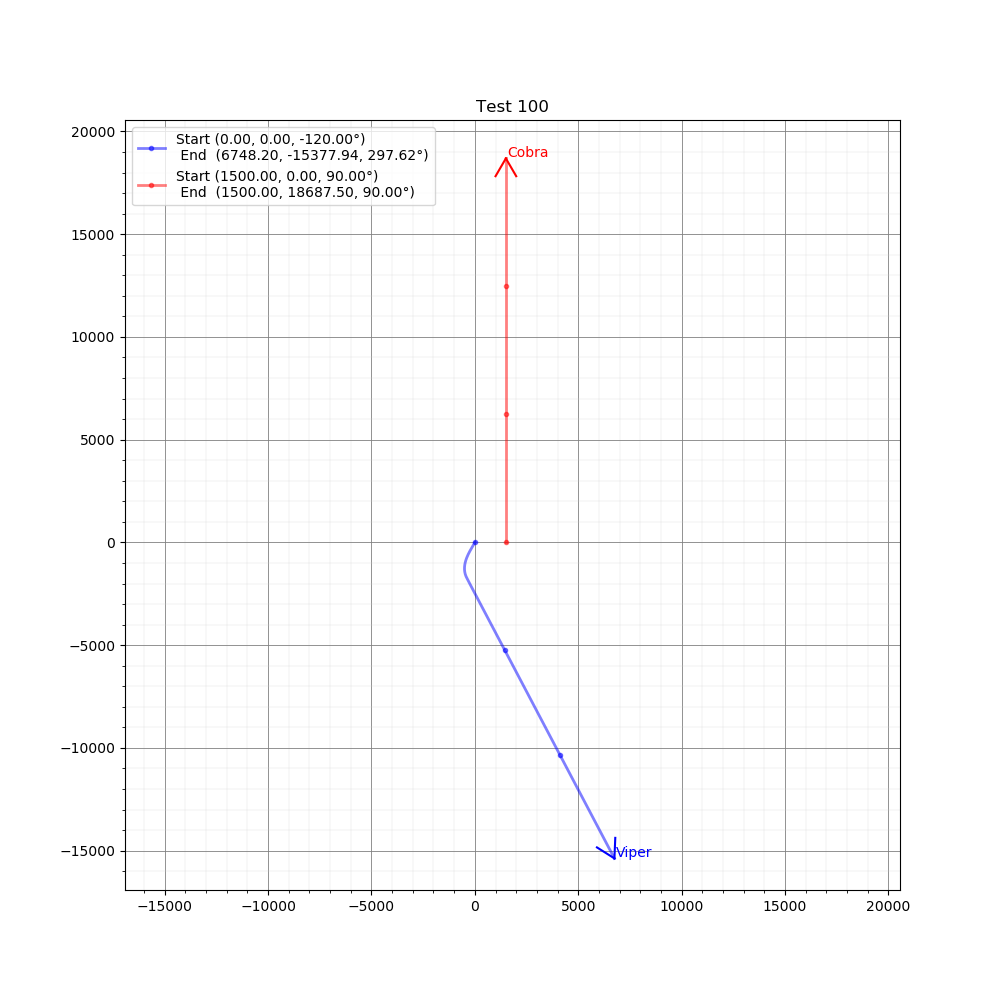 Test 100
Start (0.00, 0.00, -120.00°)
End  (6748.20, -15377.94, 297.62°)
Start (1500.00, 0.00, 90.00°)
End  (1500.00, 18687.50, 90.00°)
Cobra
Viper
20000
15000
10000
5000
0
−5000
−10000
−15000
−15000 −10000 −5000 0 5000 10000 15000 20000